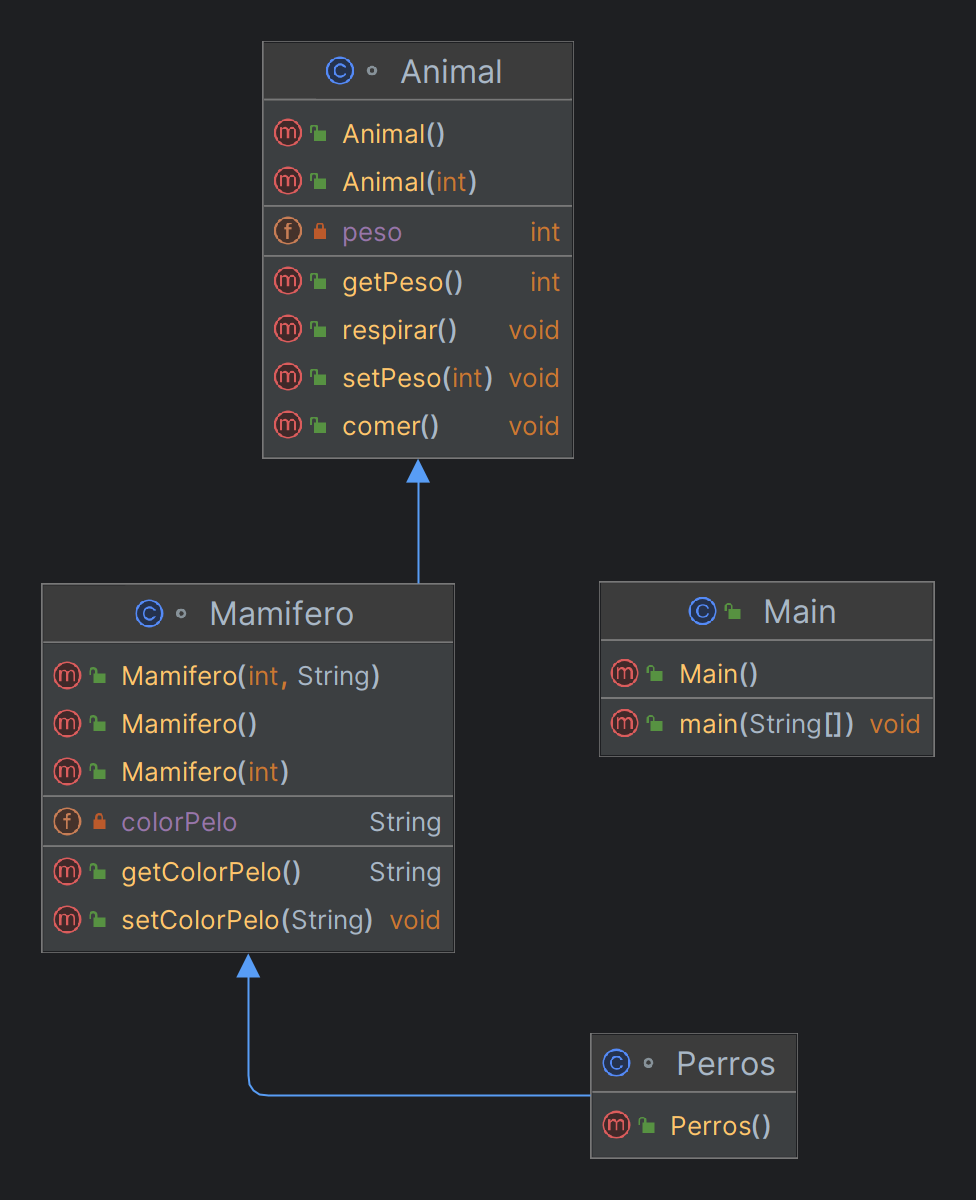 Animal
Animal()
Animal(int)
peso int
getPeso() int
respirar() void
setPeso(int) void
comer() void
Mamifero
Mamifero(int, String)
Mamifero()
Mamifero(int)
colorPelo String
getColorPelo() String
setColorPelo(String) void
Main
Main()
main(String[]) void
Perros
Perros()